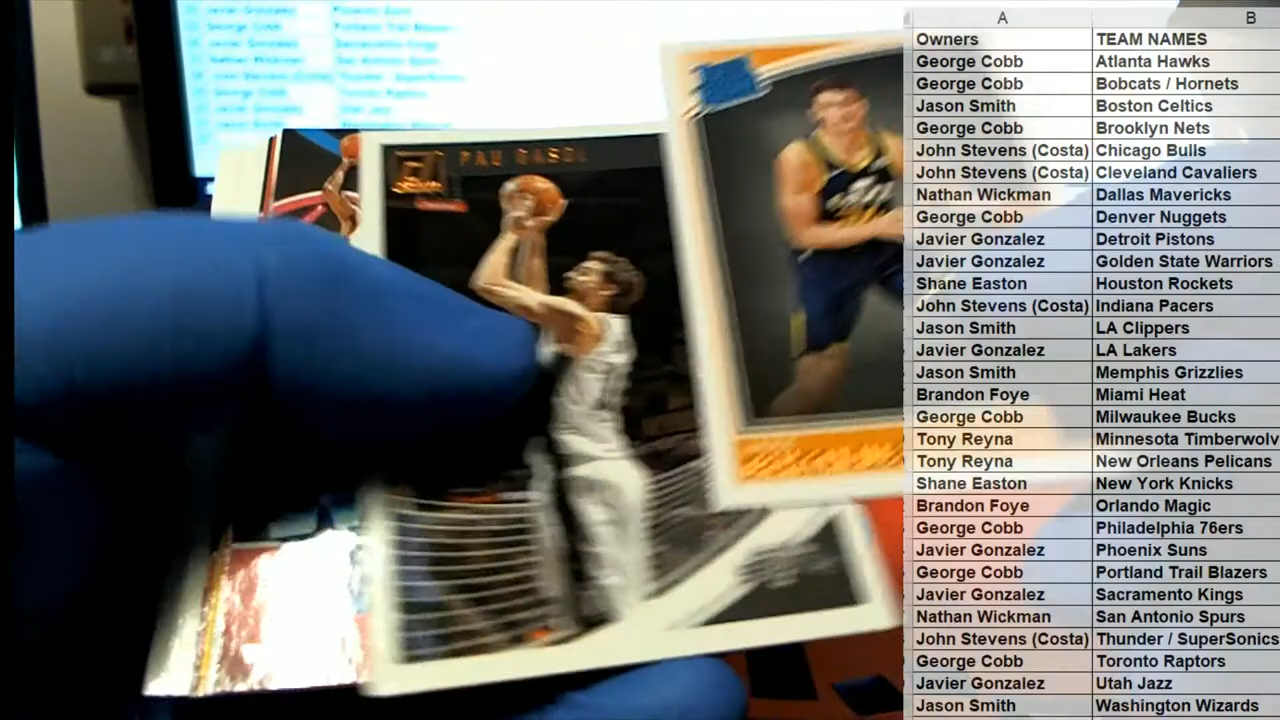 A B
Owners TEAM NAMES
George Cobb Atlanta Hawks
George Cobb Bobcats / Hornets
Jason Smith Boston Celtics
George Cobb Brooklyn Nets
John Stevens (Costa) Chicago Bulls
John Stevens (Costa) Cleveland Cavaliers
Nathan Wickman Dallas Mavericks
George Cobb Denver Nuggets
Javier Gonzalez Detroit Pistons
Javier Gonzalez Golden State Warriors
Shane Easton Houston Rockets
John Stevens (Costa) Indiana Pacers
Jason Smith LA Clippers
Javier Gonzalez LA Lakers
Jason Smith Memphis Grizzlies
Brandon Foye Miami Heat
George Cobb Milwaukee Bucks
Tony Reyna Minnesota Timberwolv
Tony Reyna New Orleans Pelicans
Shane Easton New York Knicks
Brandon Foye Orlando Magic
George Cobb Philadelphia 76ers
Javier Gonzalez Phoenix Suns
George Cobb Portland Trail Blazers
Javier Gonzalez Sacramento Kings
Nathan Wickman San Antonio Spurs
John Stevens (Costa) Thunder / SuperSonics
George Cobb Toronto Raptors
Javier Gonzalez Utah Jazz
Jason Smith Washington Wizards
PAU GASOL